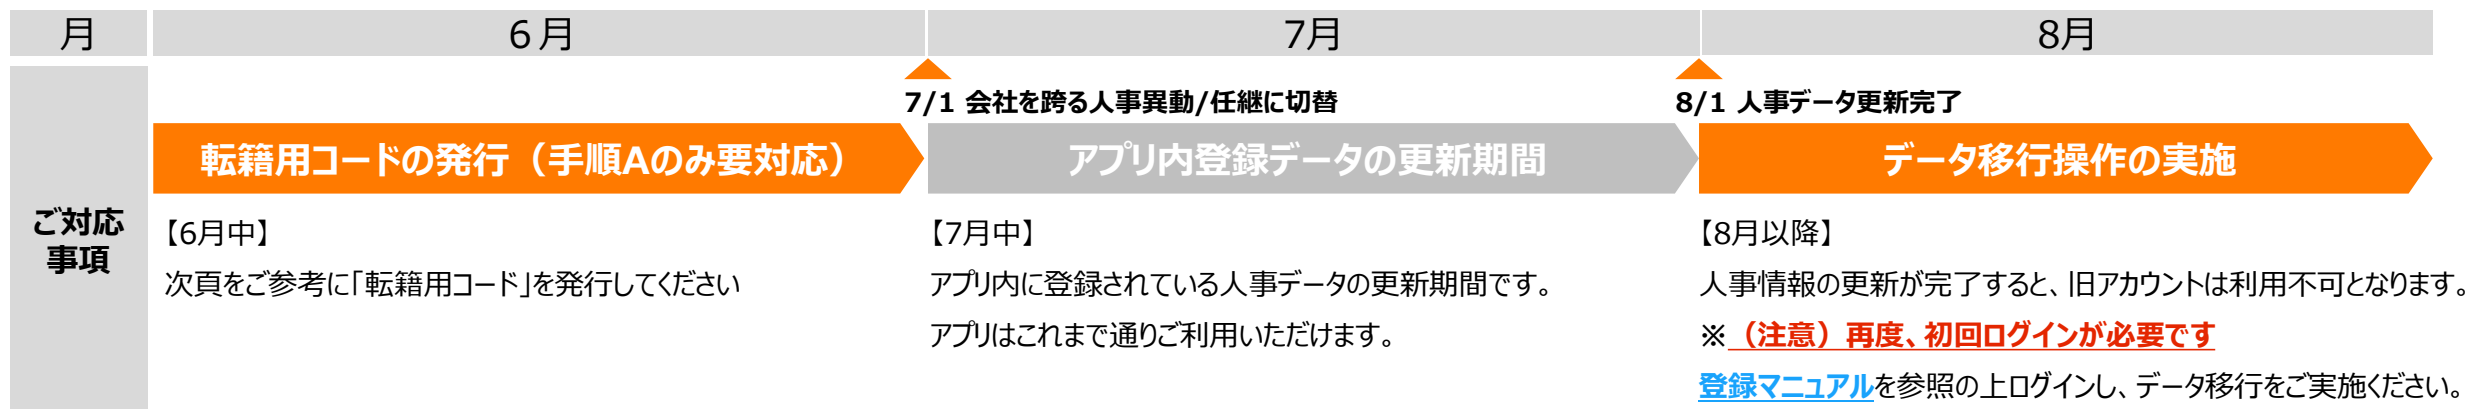 月
６月
7月
8月
7/1 会社を跨る人事異動/任継に切替
8/1 人事データ更新完了
ご対応
事項
転籍用コードの発行（手順Aのみ要対応）
アプリ内登録データの更新期間
データ移行操作の実施
【6月中】
次頁をご参考に「転籍用コード」を発行してください
【7月中】
アプリ内に登録されている人事データの更新期間です。
アプリはこれまで通りご利用いただけます。
【8月以降】
人事情報の更新が完了すると、旧アカウントは利用不可となります。
※（注意）再度、初回ログインが必要です
登録マニュアルを参照の上ログインし、データ移行をご実施ください。